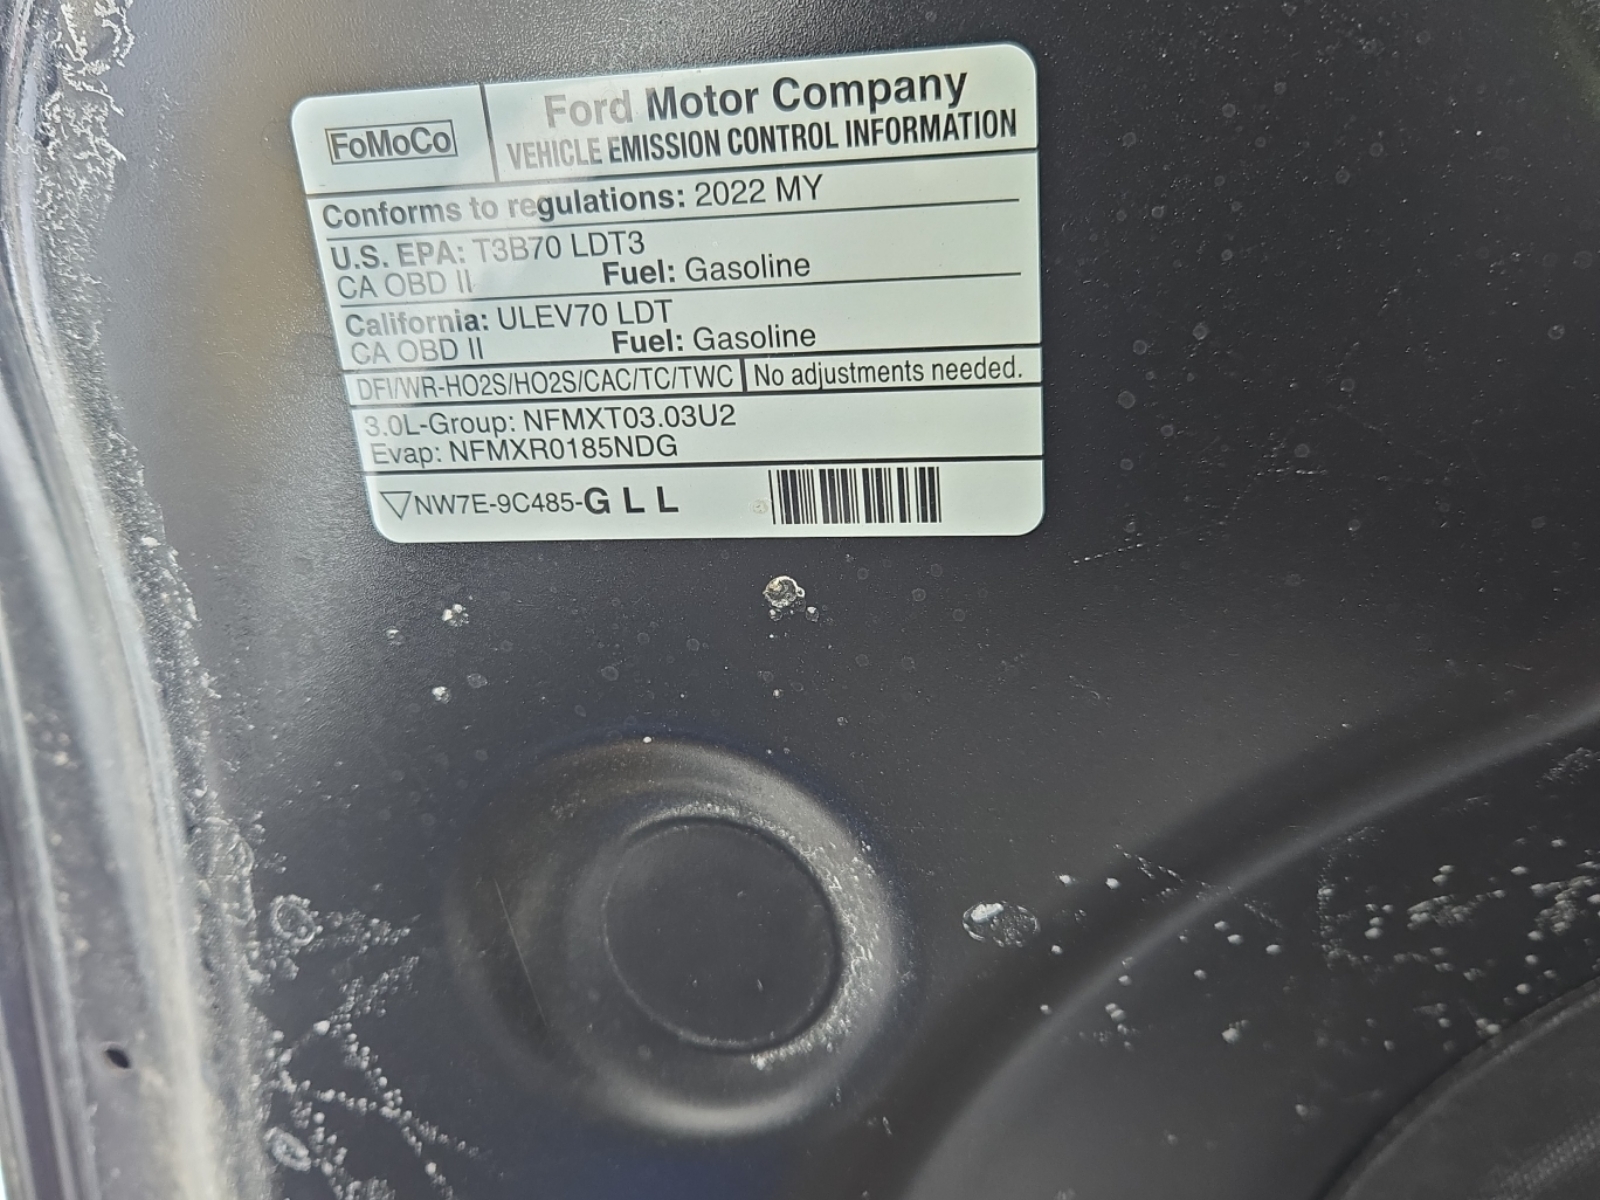 FoMoCo
Ford Motor Company
VEHICLE EMISSION CONTROL INFORMATION
Conforms to regulations: 2022 MY
U.S. EPA: T3B70 LDT3
CA OBD II Fuel: Gasoline
California: ULEV70 LDT
CA OBD II Fuel: Gasoline
DFI/WR-HO2S/HO2S/CAC/TC/TWC No adjustments needed.
3.0L-Group: NFMXT03.03U2
Evap: NFMXR0185NDG
NW7E-9C485-G L L